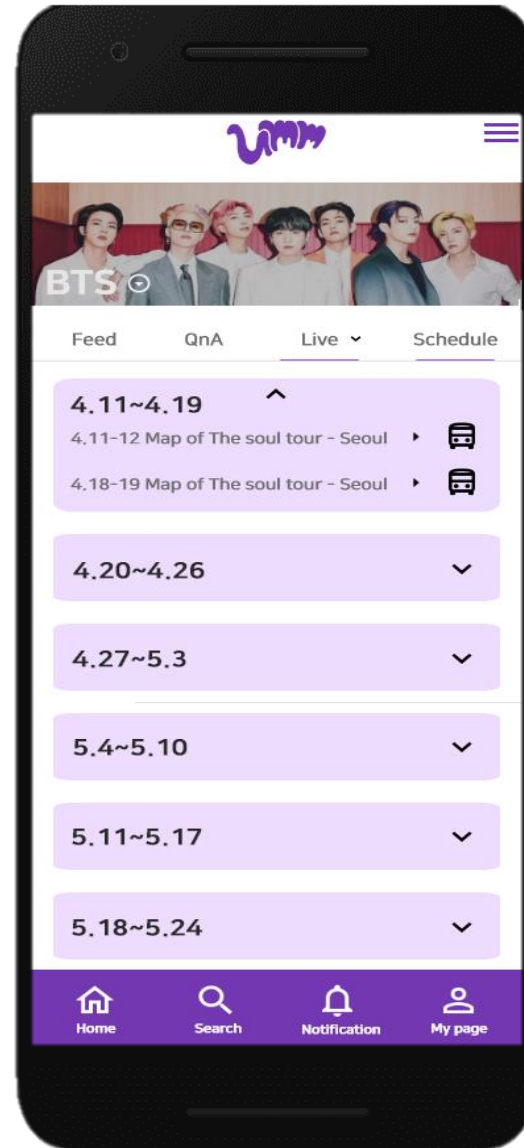 umm
BTS
Feed QnA Live Schedule
4.11~4.19
4.11-12 Map of The soul tour - Seoul
4.18-19 Map of The soul tour - Seoul
4.20~4.26
4.27~5.3
5.4~5.10
5.11~5.17
5.18~5.24
Home Search Notification My page